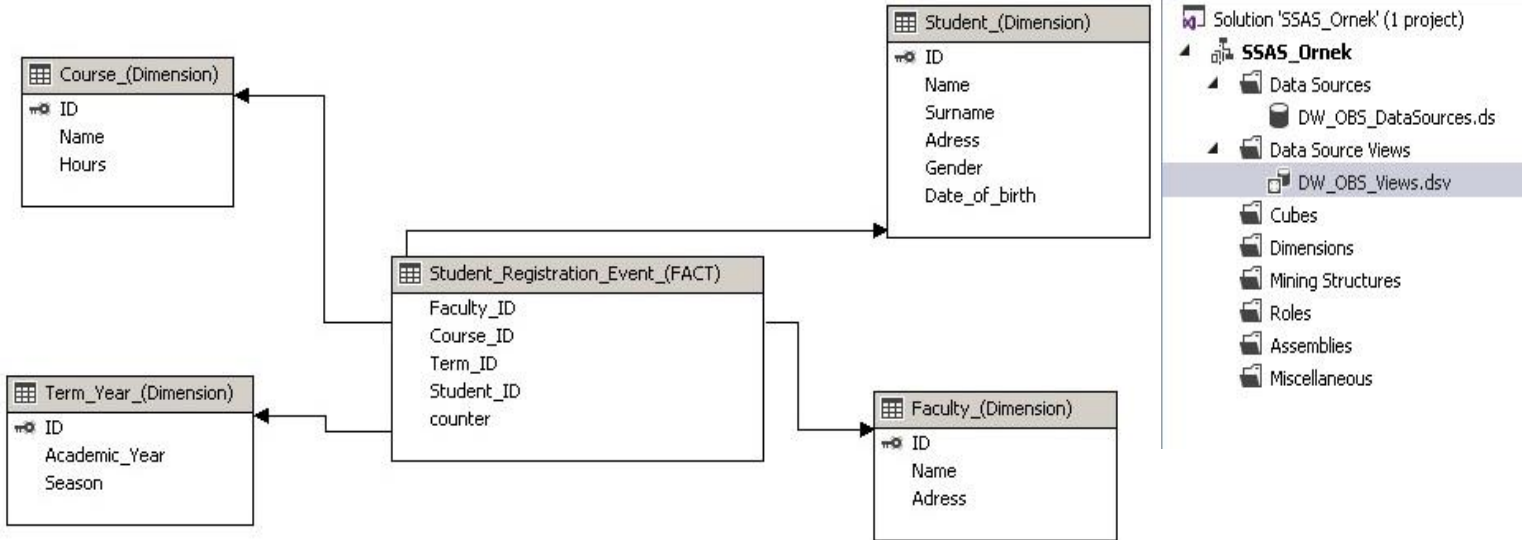 Course_(Dimension)
ID
Name
Hours
Student_(Dimension)
ID
Name
Surname
Adress
Gender
Date_of_birth
Student_Registration_Event_(FACT)
Faculty_ID
Course_ID
Term_ID
Student_ID
counter
Term_Year_(Dimension)
ID
Academic_Year
Season
Faculty_(Dimension)
ID
Name
Adress
Solution 'SSAS_Ornek' (1 project)
SSAS_Ornek
Data Sources
DW_OBS_DataSources.ds
Data Source Views
DW_OBS_Views.dsv
Cubes
Dimensions
Mining Structures
Roles
Assemblies
Miscellaneous